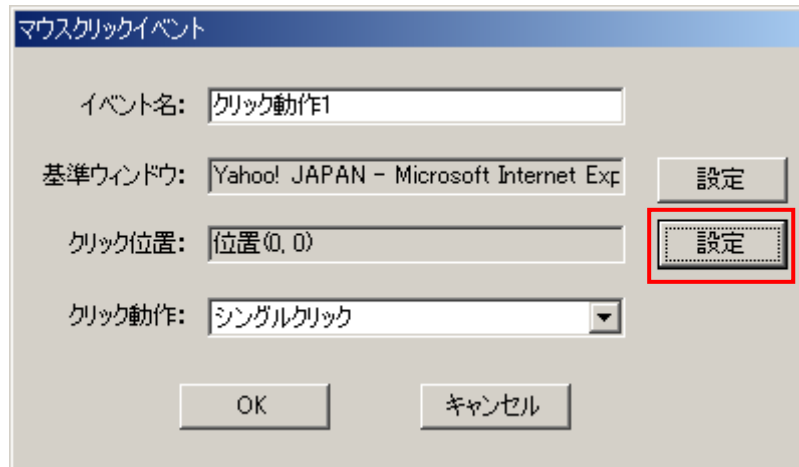 マウスクリックイベント
イベント名: クリック動作1
基準ウィンドウ: Yahoo! JAPAN - Microsoft Internet Exp 設定
クリック位置: 位置(0, 0) 設定
クリック動作: シングルクリック
OK キャンセル